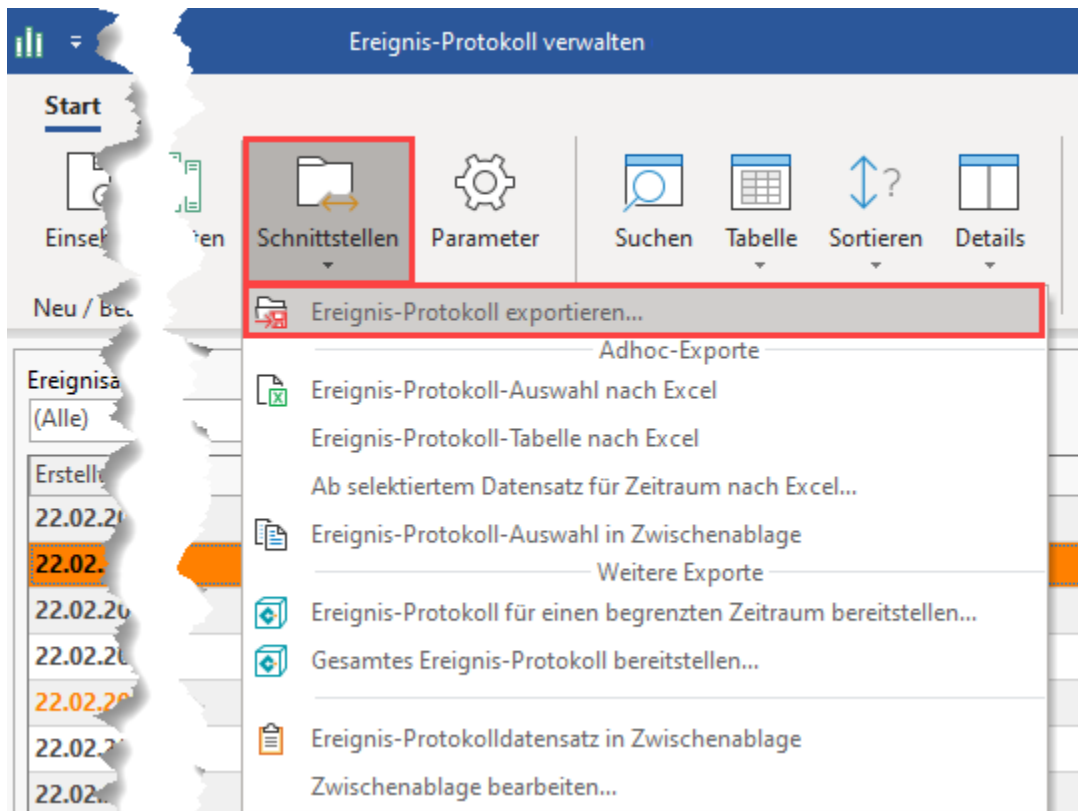 Ereignis-Protokoll verwalten
Start
Schnittstellen Parameter Suchen Tabelle Sortieren Details
Neu /
Ereignis-Protokoll exportieren...
Adhoc-Exporte
(Alle)
Ereignis-Protokoll-Auswahl nach Excel
Ereignis-Protokoll-Tabelle nach Excel
Ab selektiertem Datensatz für Zeitraum nach Excel...
Ereignis-Protokoll-Auswahl in Zwischenablage
Weitere Exporte
Ereignis-Protokoll für einen begrenzten Zeitraum bereitstellen...
Gesamtes Ereignis-Protokoll bereitstellen...
Ereignis-Protokolldatensatz in Zwischenablage
Zwischenablage bearbeiten...